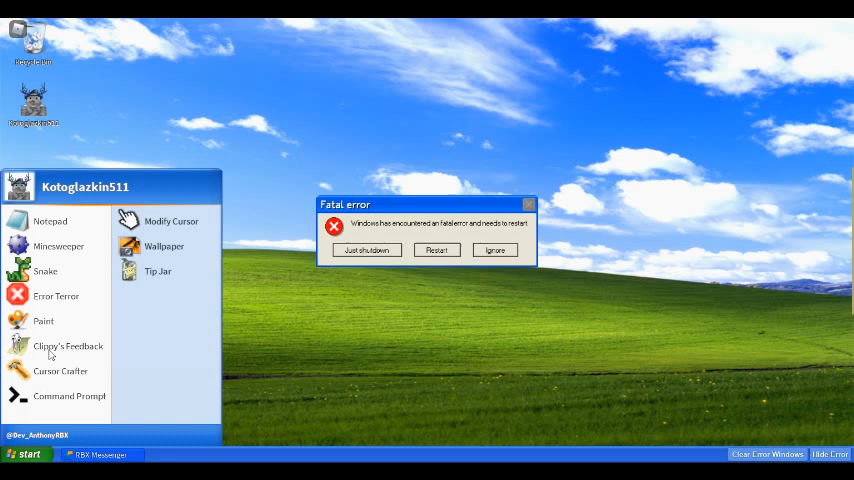 Recycle Bin
Kotoglazkin511
Kotoglazkin511
Notepad
Minesweeper
Snake
Error Terror
Paint
Clippy's Feedback
Cursor Crafter
Command Prompt
Modify Cursor
Wallpaper
Tip Jar
@Dev_AnthonyRBX
Fatal error
Windows has encountered an fatal error and needs to restart
Just shutdown
Restart
Ignore
start
RBX Messenger
Clear Error Windows
Hide Error